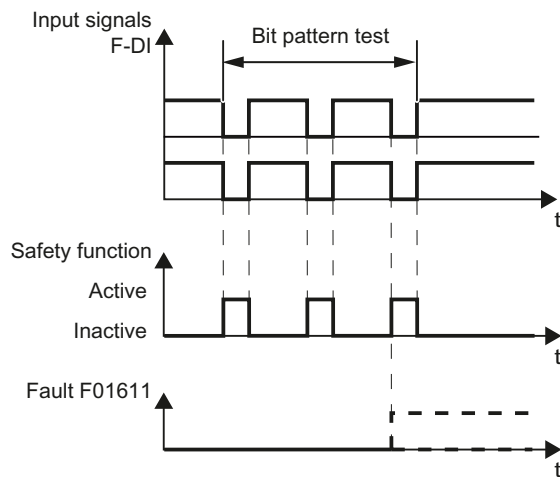 Input signals
F-DI
Bit pattern test
t
Safety function
Active
Inactive
t
Fault F01611
t